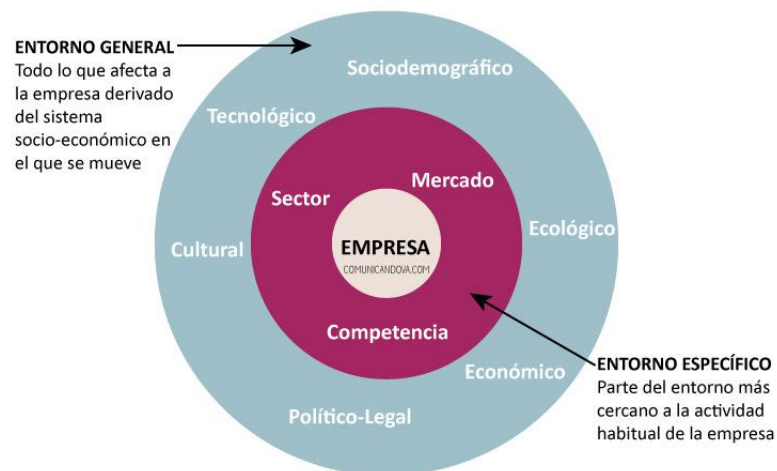 ENTORNO GENERAL
Todo lo que afecta a
la empresa derivado
del sistema
socio-económico en
el que se mueve
Sociodemográfico
Tecnológico
Mercado
Sector
Ecológico
Cultural
EMPRESA
COMUNICANDOVA.COM
Competencia
Económico
Político-Legal
ENTORNO ESPECÍFICO
Parte del entorno más
cercano a la actividad
habitual de la empresa